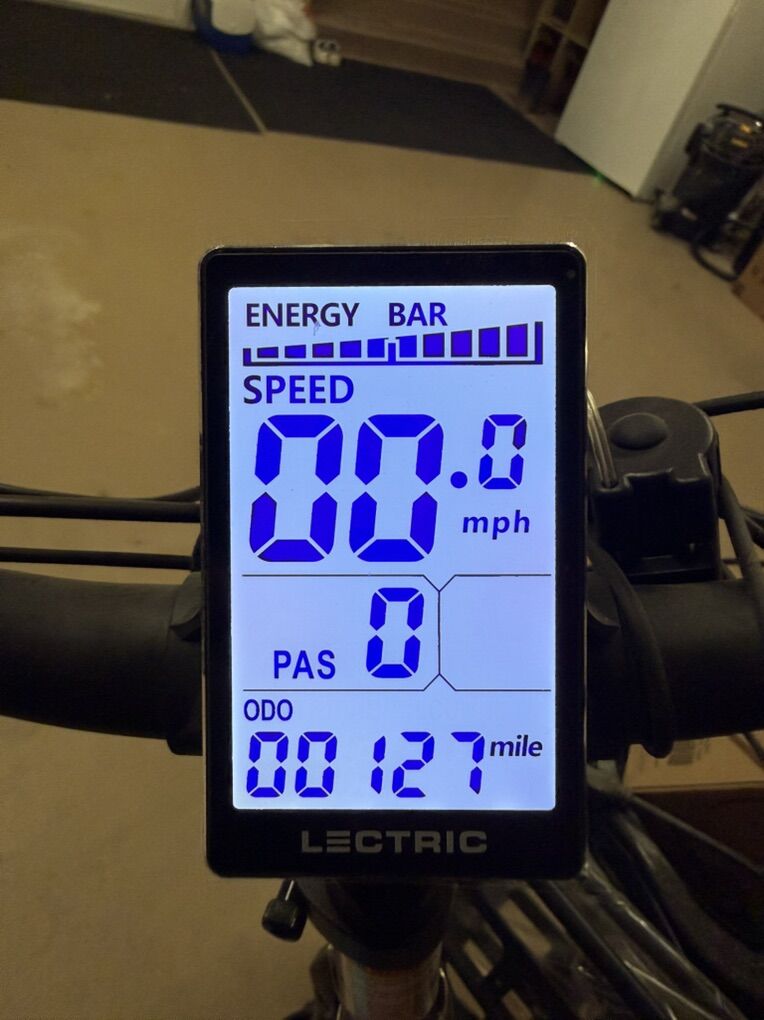 ENERGY BAR
SPEED
00.0
mph
PAS 0
ODO
00127 mile
LECTRIC